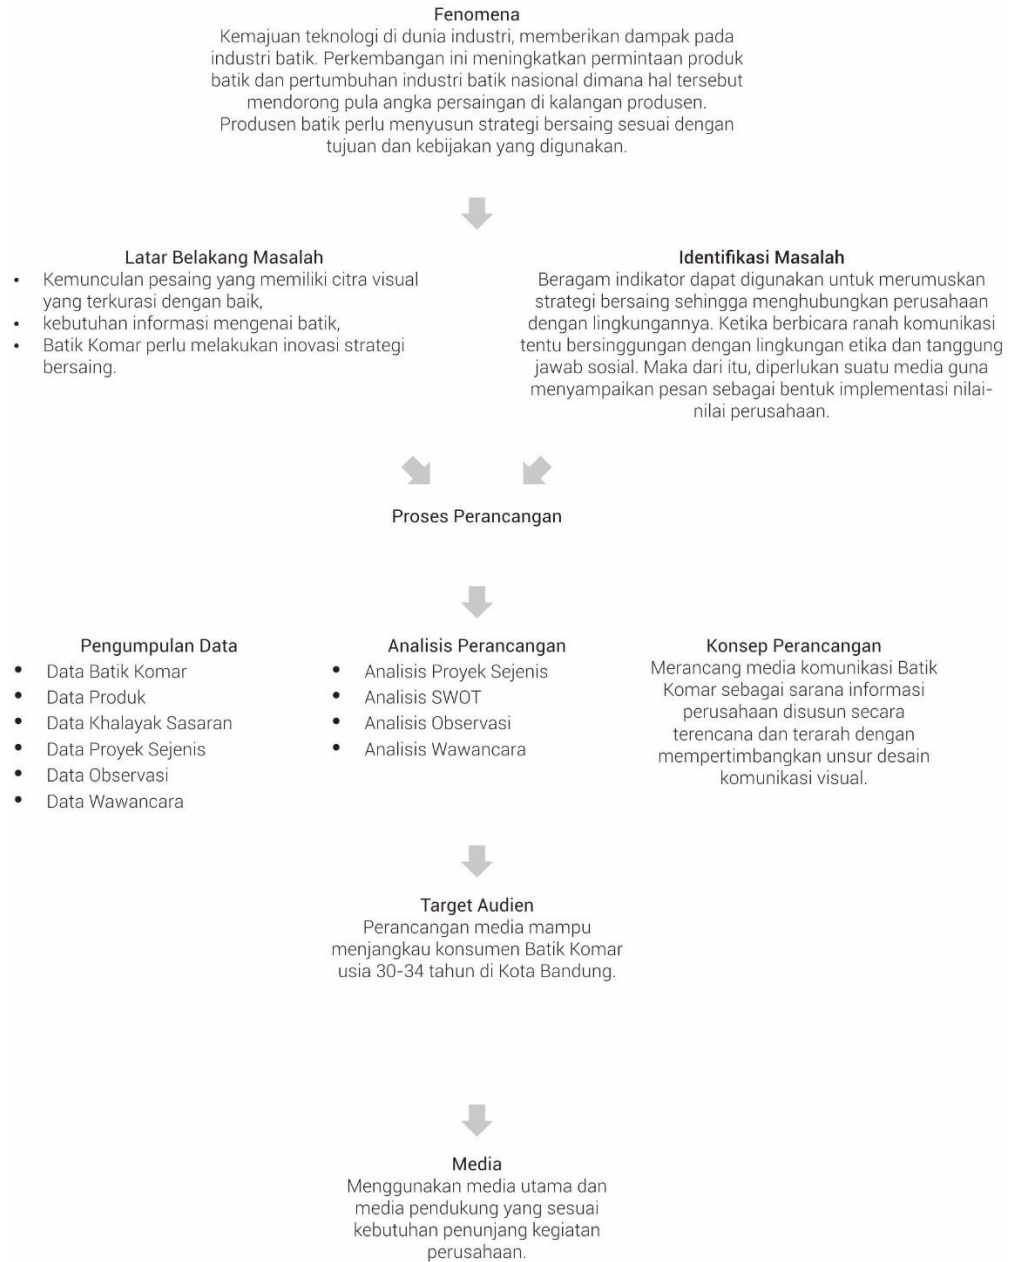 Fenomena
Kemajuan teknologi di dunia industri, memberikan dampak pada
industri batik. Perkembangan ini meningkatkan permintaan produk
batik dan pertumbuhan industri batik nasional dimana hal tersebut
mendorong pula angka persaingan di kalangan produsen.
Produsen batik perlu menyusun strategi bersaing sesuai dengan
tujuan dan kebijakan yang digunakan.
Latar Belakang Masalah
• Kemunculan pesaing yang memiliki citra visual
yang terkurasi dengan baik,
• kebutuhan informasi mengenai batik,
• Batik Komar perlu melakukan inovasi strategi
bersaing.
Identifikasi Masalah
Beragam indikator dapat digunakan untuk merumuskan
strategi bersaing sehingga menghubungkan perusahaan
dengan lingkungannya. Ketika berbicara ranah komunikasi
tentu bersinggungan dengan lingkungan etika dan tanggung
jawab sosial. Maka dari itu, diperlukan suatu media guna
menyampaikan pesan sebagai bentuk implementasi nilai-
nilai perusahaan.
Proses Perancangan
Pengumpulan Data
• Data Batik Komar
• Data Produk
• Data Khalayak Sasaran
• Data Proyek Sejenis
• Data Observasi
• Data Wawancara
Analisis Perancangan
• Analisis Proyek Sejenis
• Analisis SWOT
• Analisis Observasi
• Analisis Wawancara
Konsep Perancangan
Merancang media komunikasi Batik
Komar sebagai sarana informasi
perusahaan disusun secara
terencana dan terarah dengan
mempertimbangkan unsur desain
komunikasi visual.
Target Audien
Perancangan media mampu
menjangkau konsumen Batik Komar
usia 30-34 tahun di Kota Bandung.
Media
Menggunakan media utama dan
media pendukung yang sesuai
kebutuhan penunjang kegiatan
perusahaan.